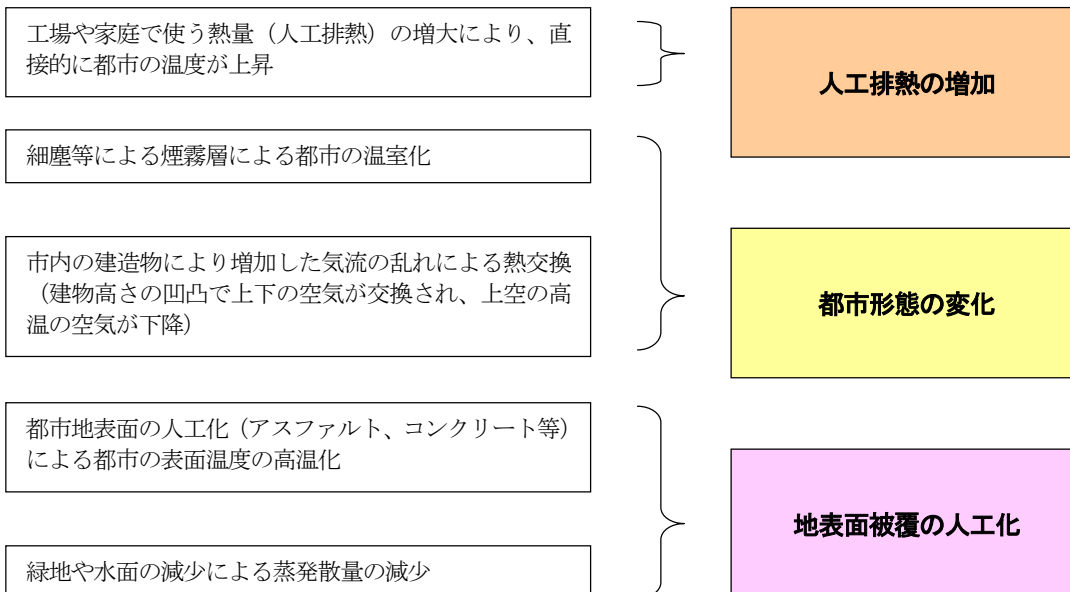 工場や家庭で使う熱量（人工排熱）の増大により、直
接的に都市の温度が上昇
人工排熱の増加
細塵等による煙霧層による都市の温室化
市内の建造物により増加した気流の乱れによる熱交換
（建物高さの凹凸で上下の空気が交換され、上空の高
温の空気が下降）
都市形態の変化
都市地表面の人工化（アスファルト、コンクリート等）
による都市の表面温度の高温化
地表面被覆の人工化
緑地や水面の減少による蒸発散量の減少